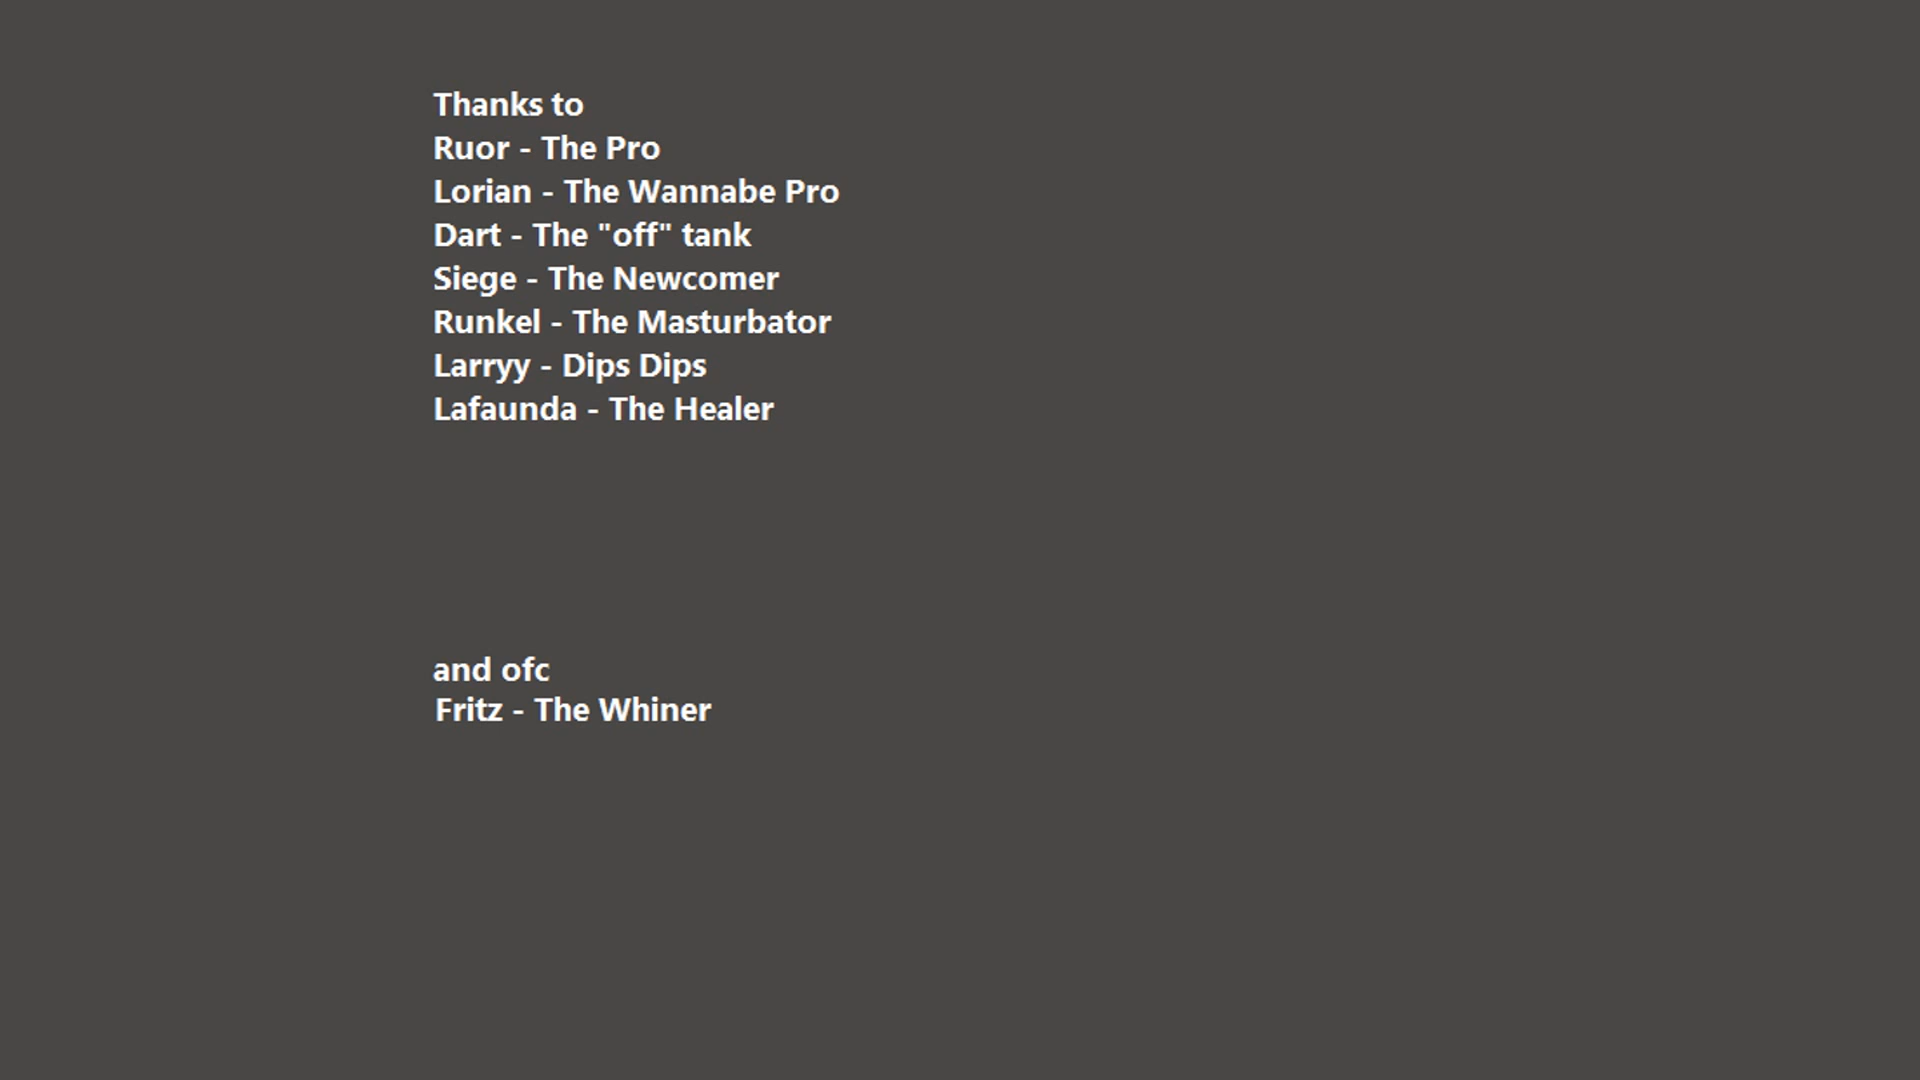 Thanks to
Ruor - The Pro
Lorian - The Wannabe Pro
Dart - The "off" tank
Siege - The Newcomer
Runkel - The Masturbator
Larryy - Dips Dips
Lafaunda - The Healer
and ofc
Fritz - The Whiner